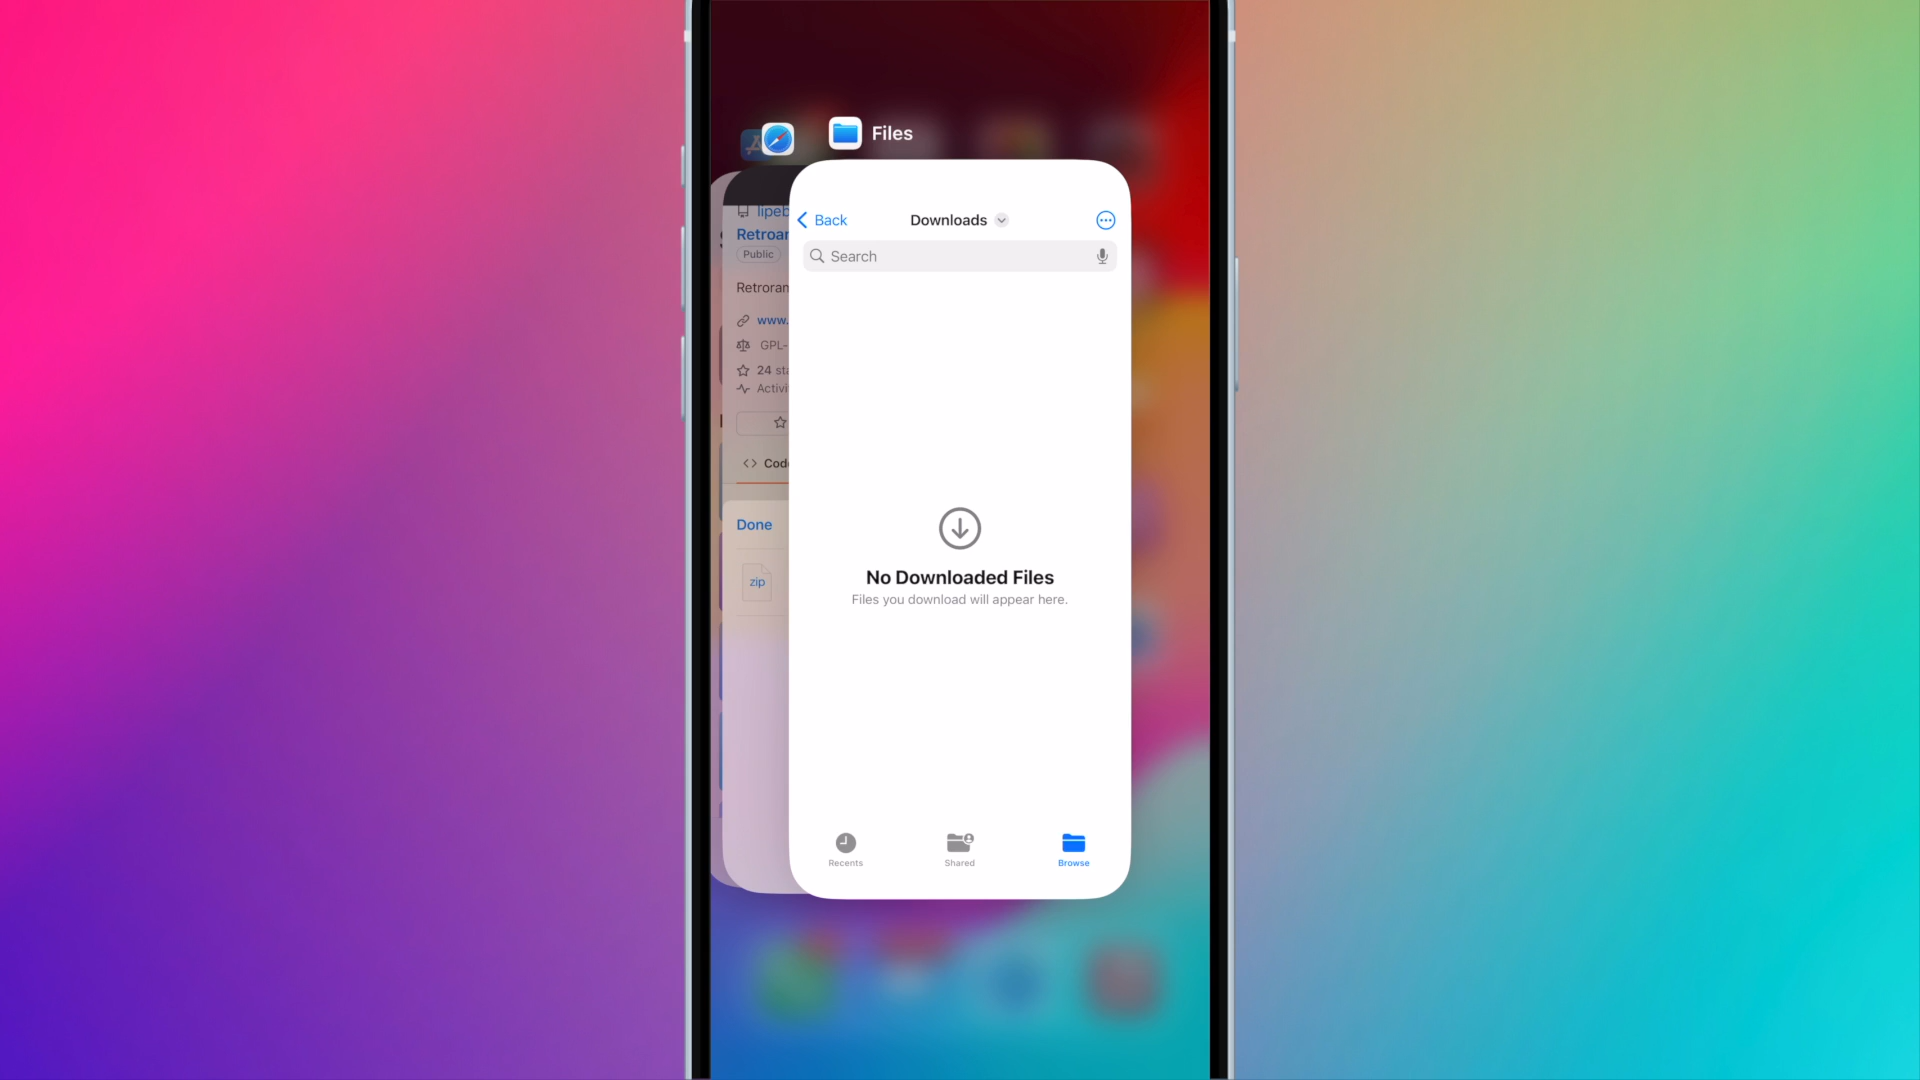 Files
Back
Downloads
Search
No Downloaded Files
Files you download will appear here.
Recents
Shared
Browse
lipeb
Retroar
Public
Retroran
www.
GPL-
24 sta
Activi
Code
Done
zip